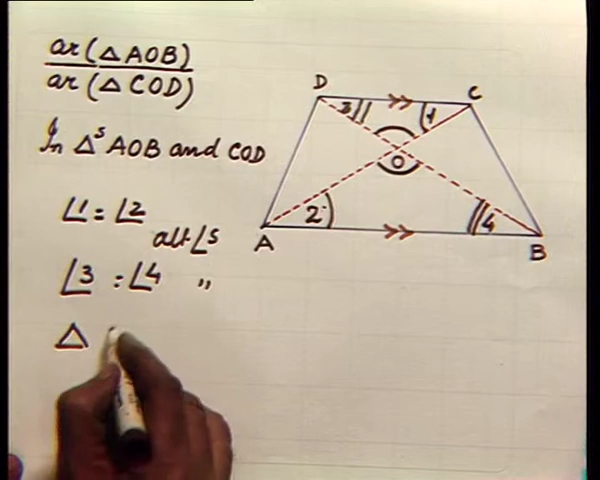 ar(△AOB)
ar(△COD)
In △s AOB and COD
∠1 = ∠2
alt∠s
∠3 = ∠4 "
△
D
C
3
1
O
2
4
A
B